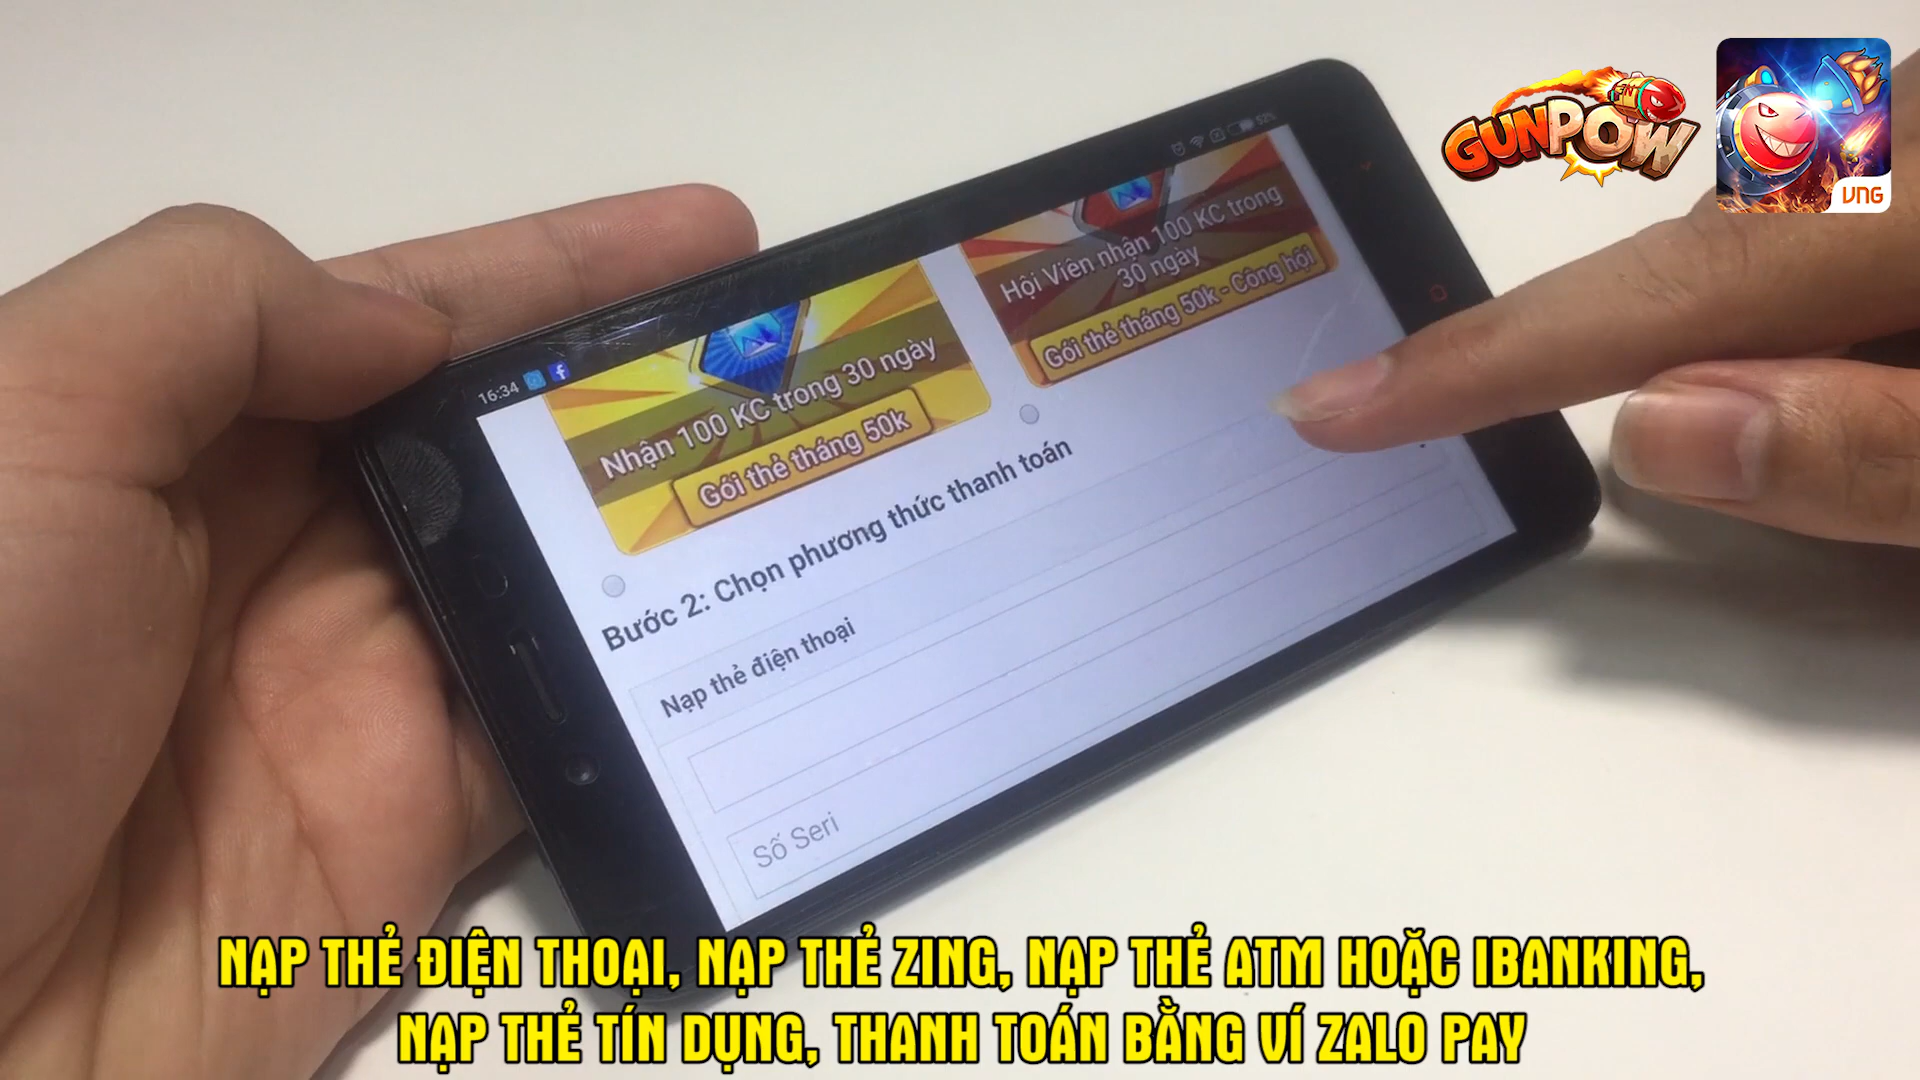 GUNPOW
VNG
52%
16:34
Hội Viên nhận 100 KC trong
30 ngày
Gói thẻ tháng 50k - Công hội
Nhận 100 KC trong 30 ngày
Gói thẻ tháng 50k
Bước 2: Chọn phương thức thanh toán
Nạp thẻ điện thoại
Số Seri
NẠP THẺ ĐIỆN THOẠI, NẠP THẺ ZING, NẠP THẺ ATM HOẶC IBANKING,
NẠP THẺ TÍN DỤNG, THANH TOÁN BẰNG VÍ ZALO PAY